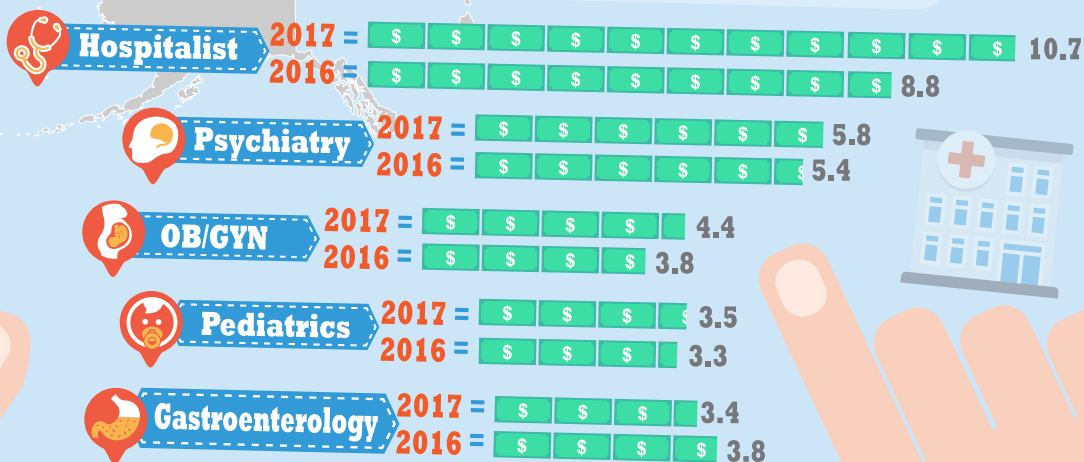 Hospitalist
2017 = $ $ $ $ $ $ $ $ $ $ $ 10.7
2016 = $ $ $ $ $ $ $ $ $ 8.8
Psychiatry
2017 = $ $ $ $ $ $ 5.8
2016 = $ $ $ $ $ $ 5.4
OB/GYN
2017 = $ $ $ $ 4.4
2016 = $ $ $ $ 3.8
Pediatrics
2017 = $ $ $ $ 3.5
2016 = $ $ $ 3.3
Gastroenterology
2017 = $ $ $ 3.4
2016 = $ $ $ $ 3.8